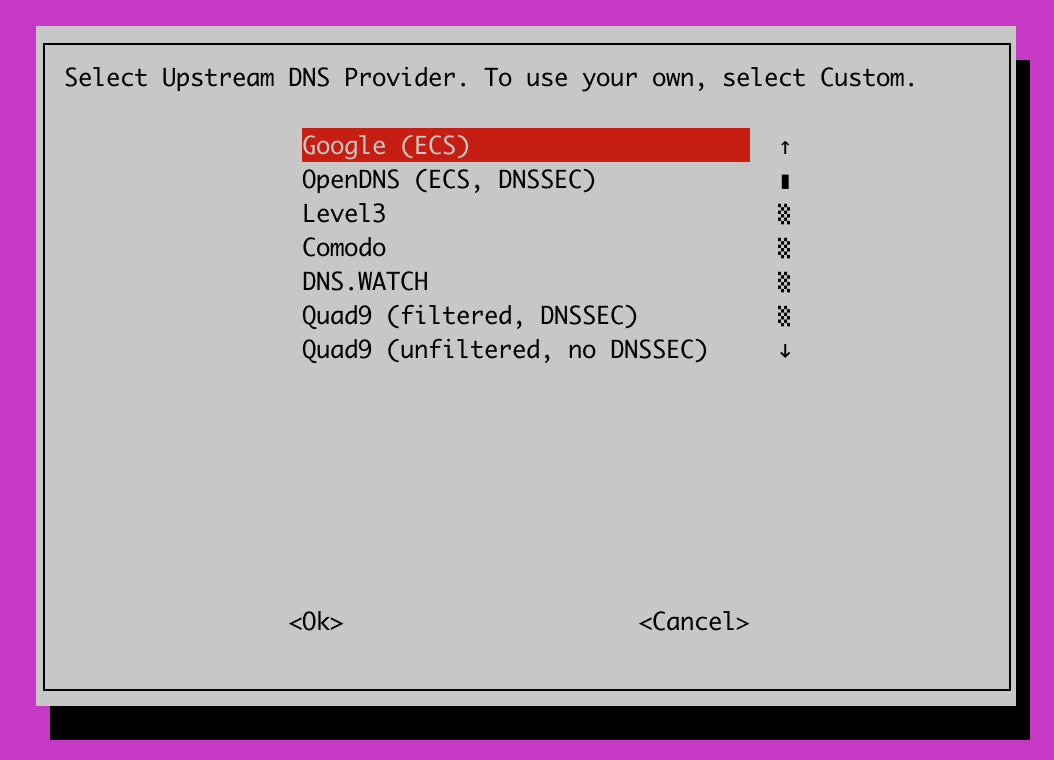 Select Upstream DNS Provider. To use your own, select Custom.
Google (ECS)
OpenDNS (ECS, DNSSEC)
Level3
Comodo
DNS.WATCH
Quad9 (filtered, DNSSEC)
Quad9 (unfiltered, no DNSSEC)
<Ok> <Cancel>